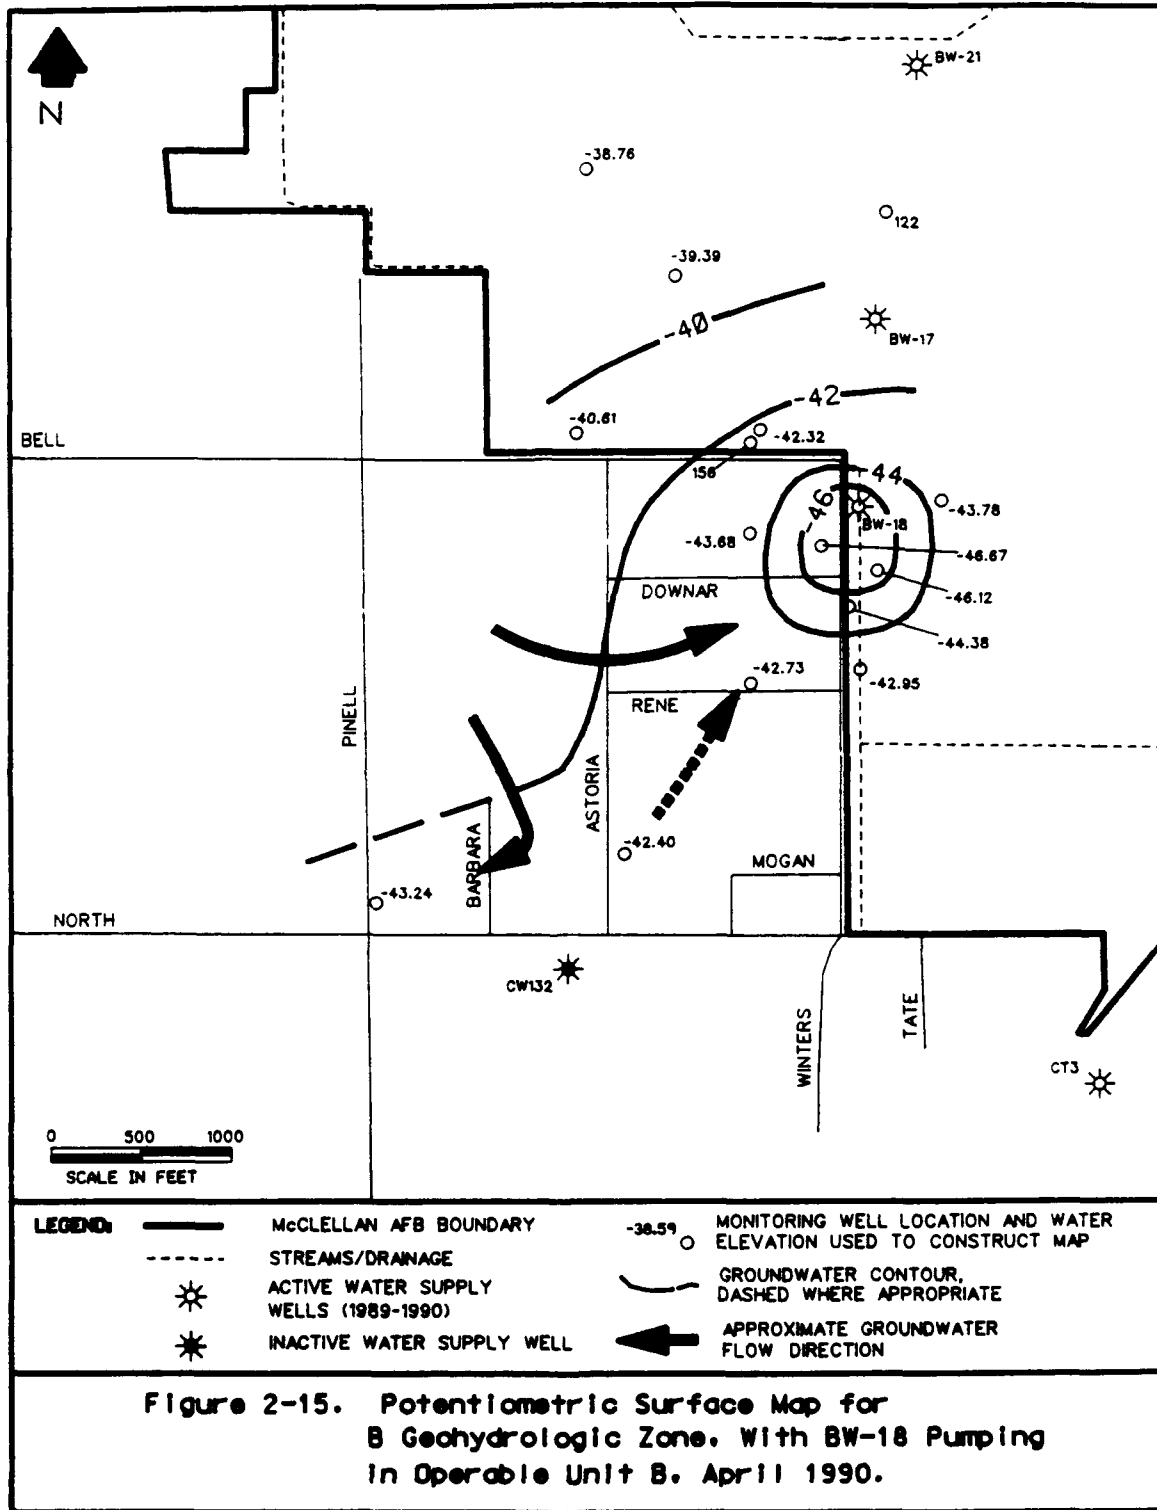 N
BW-21
-38.76
122
-39.39
-40
BW-17
-42
-40.61
-42.32
BELL
156
-44
-46
-43.78
BW-18
-43.68
-46.67
DOWNAR
-46.12
-44.38
-42.73
-42.95
RENE
PINELL
ASTORIA
BARBARA
-42.40
MOGAN
-43.24
NORTH
CW132
WINTERS
TATE
CT3
0 500 1000
SCALE IN FEET
LEGEND:
McCLELLAN AFB BOUNDARY
STREAMS/DRAINAGE
ACTIVE WATER SUPPLY
WELLS (1989-1990)
INACTIVE WATER SUPPLY WELL
-38.59
MONITORING WELL LOCATION AND WATER
ELEVATION USED TO CONSTRUCT MAP
GROUNDWATER CONTOUR,
DASHED WHERE APPROPRIATE
APPROXIMATE GROUNDWATER
FLOW DIRECTION
Figure 2-15. Potentiometric Surface Map for
B Geohydrologic Zone. With BW-18 Pumping
in Operable Unit B. April 1990.